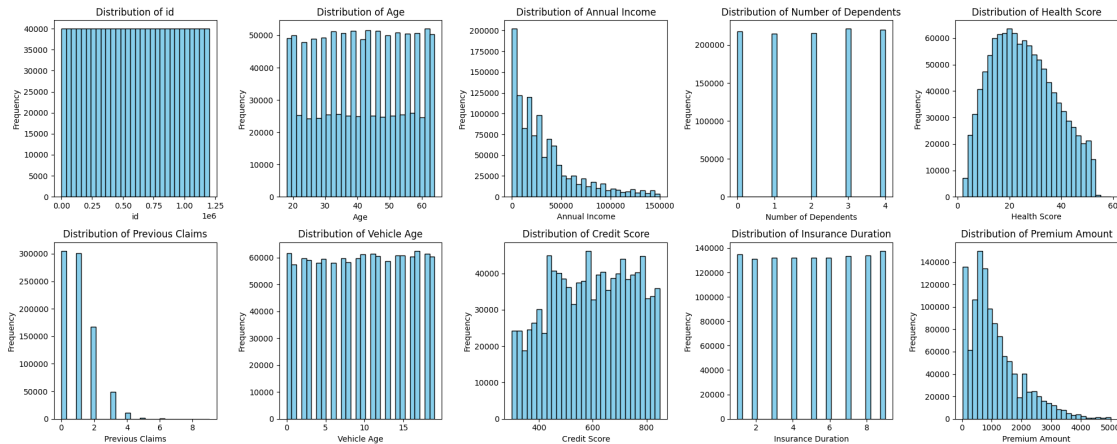 Distribution of id
Frequency
40000
35000
30000
25000
20000
15000
10000
5000
0
0.00 0.25 0.50 0.75 1.00
1e6
id
Distribution of Age
Frequency
50000
40000
30000
20000
10000
0
20 30 40 50 60
Age
Distribution of Annual Income
Frequency
200000
175000
150000
125000
100000
75000
50000
25000
0
0 50000 100000 150000
Annual Income
Distribution of Number of Dependents
Frequency
200000
150000
100000
50000
0
0 1 2 3 4
Number of Dependents
Distribution of Health Score
Frequency
60000
50000
40000
30000
20000
10000
0
0 20 40 60
Health Score
Distribution of Previous Claims
Frequency
300000
250000
200000
150000
100000
50000
0
0 2 4 6 8
Previous Claims
Distribution of Vehicle Age
Frequency
60000
50000
40000
30000
20000
10000
0
0 5 10 15
Vehicle Age
Distribution of Credit Score
Frequency
40000
30000
20000
10000
0
400 600 800
Credit Score
Distribution of Insurance Duration
Frequency
140000
120000
100000
80000
60000
40000
20000
0
2 4 6 8
Insurance Duration
Distribution of Premium Amount
Frequency
140000
120000
100000
80000
60000
40000
20000
0
0 1000 2000 3000 4000 5000
Premium Amount